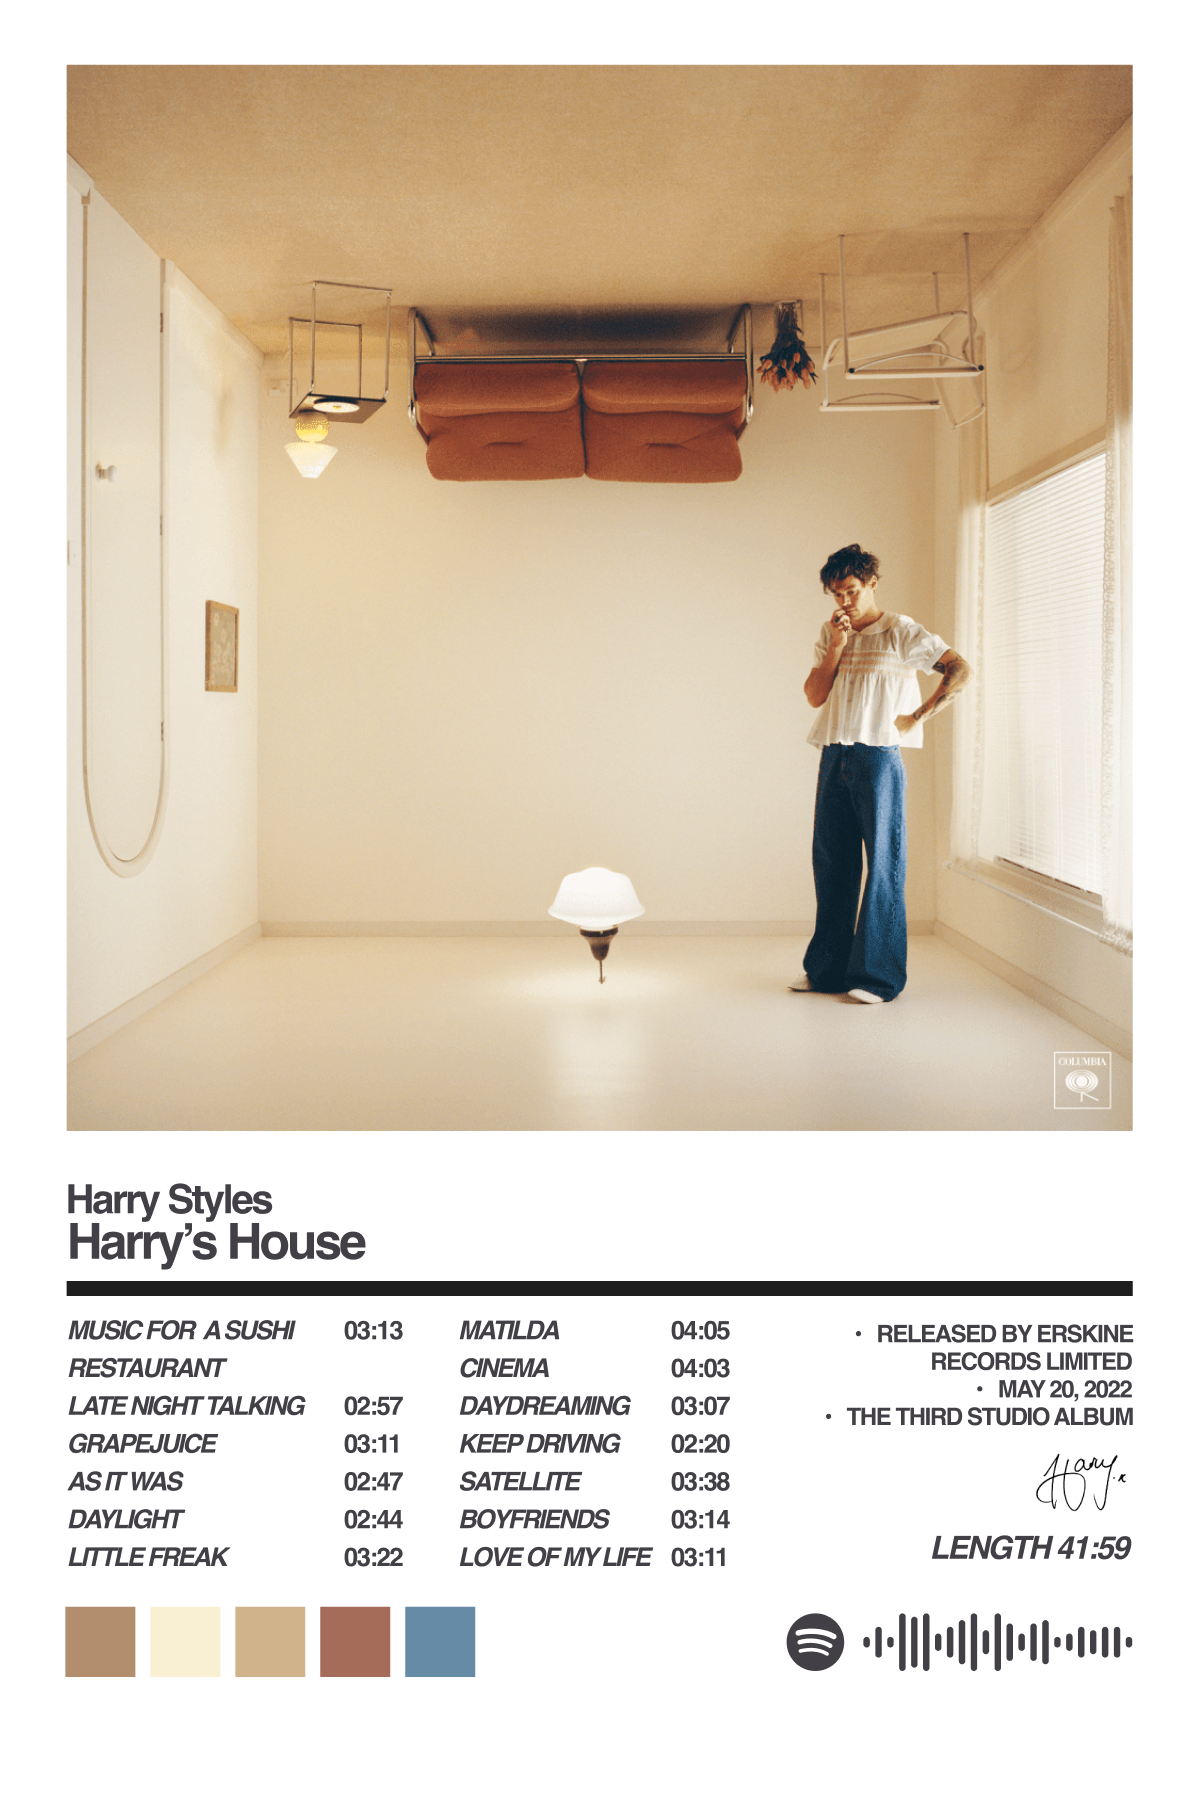 COLUMBIA
Harry Styles
Harry’s House
MUSIC FOR A SUSHI 03:13
RESTAURANT
LATE NIGHT TALKING 02:57
GRAPEJUICE 03:11
AS IT WAS 02:47
DAYLIGHT 02:44
LITTLE FREAK 03:22
MATILDA 04:05
CINEMA 04:03
DAYDREAMING 03:07
KEEP DRIVING 02:20
SATELLITE 03:38
BOYFRIENDS 03:14
LOVE OF MY LIFE 03:11
• RELEASED BY ERSKINE
RECORDS LIMITED
• MAY 20, 2022
• THE THIRD STUDIO ALBUM
Harry. x
LENGTH 41:59